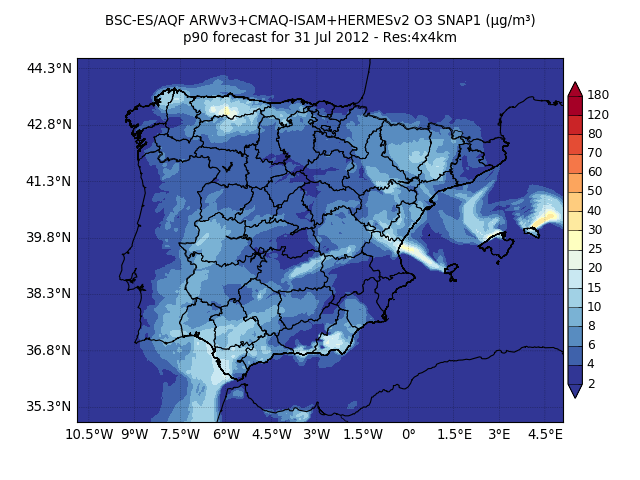 BSC-ES/AQF ARWv3+CMAQ-ISAM+HERMESv2 O3 SNAP1 (µg/m³)
p90 forecast for 31 Jul 2012 - Res:4x4km
44.3°N
42.8°N
41.3°N
39.8°N
38.3°N
36.8°N
35.3°N
10.5°W 9°W 7.5°W 6°W 4.5°W 3°W 1.5°W 0° 1.5°E 3°E 4.5°E
180
120
80
70
60
50
40
30
25
20
15
10
8
6
4
2